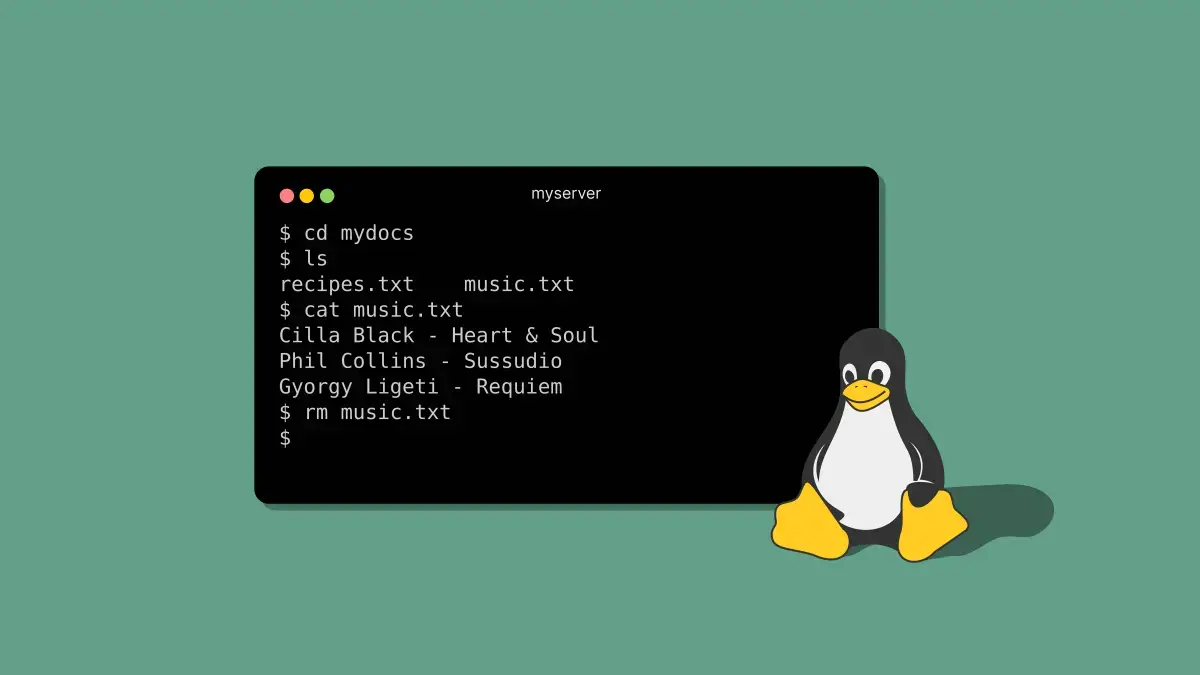 myserver
$ cd mydocs
$ ls
recipes.txt    music.txt
$ cat music.txt
Cilla Black - Heart & Soul
Phil Collins - Sussudio
Gyorgy Ligeti - Requiem
$ rm music.txt
$